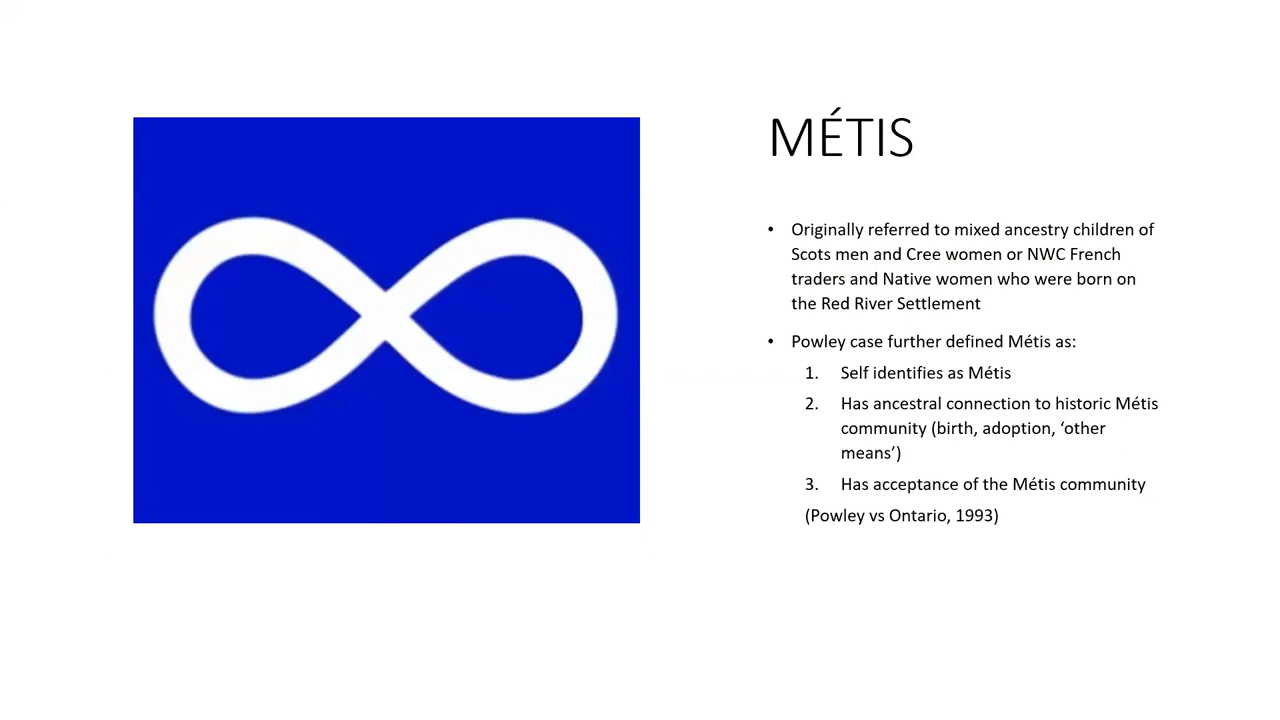 MÉTIS
• Originally referred to mixed ancestry children of
Scots men and Cree women or NWC French
traders and Native women who were born on
the Red River Settlement
• Powley case further defined Métis as:
1. Self identifies as Métis
2. Has ancestral connection to historic Métis
community (birth, adoption, ‘other
means’)
3. Has acceptance of the Métis community
(Powley vs Ontario, 1993)